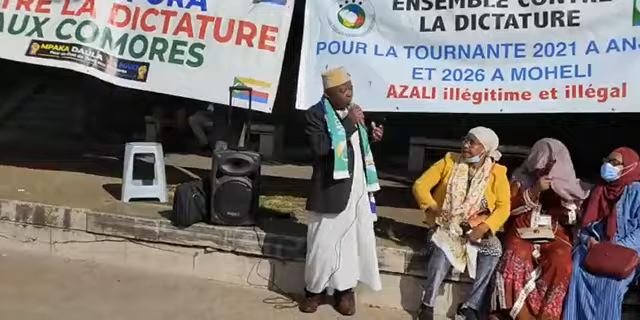 CONTRE LA DICTATURE
AUX COMORES
MPAKA DAULA
ENSEMBLE CONTRE
LA DICTATURE
POUR LA TOURNANTE 2021 A AN
ET 2026 A MOHELI
AZALI illégitime et illégal